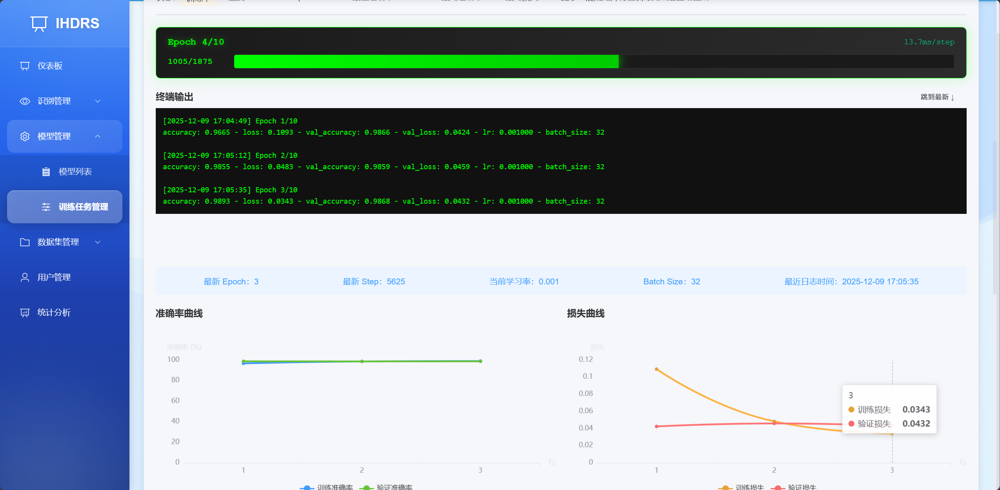 IHDRS
仪表板
识别管理
模型管理
模型列表
训练任务管理
数据集管理
用户管理
统计分析
Epoch 4/10
13.7ms/step
1005/1875
终端输出
跳到最新 ↓
[2025-12-09 17:04:49] Epoch 1/10
accuracy: 0.9665 - loss: 0.1093 - val_accuracy: 0.9866 - val_loss: 0.0424 - lr: 0.001000 - batch_size: 32
[2025-12-09 17:05:12] Epoch 2/10
accuracy: 0.9855 - loss: 0.0483 - val_accuracy: 0.9859 - val_loss: 0.0459 - lr: 0.001000 - batch_size: 32
[2025-12-09 17:05:35] Epoch 3/10
accuracy: 0.9893 - loss: 0.0343 - val_accuracy: 0.9868 - val_loss: 0.0432 - lr: 0.001000 - batch_size: 32
最新 Epoch：3
最新 Step：5625
当前学习率：0.001
Batch Size：32
最近日志时间：2025-12-09 17:05:35
准确率曲线
准确率 (%)
100
80
60
40
20
0
1
2
3
Ep
训练准确率
验证准确率
损失曲线
损失
0.12
0.1
0.08
0.06
0.04
0.02
0
1
2
3
Ep
3
训练损失 0.0343
验证损失 0.0432
训练损失
验证损失